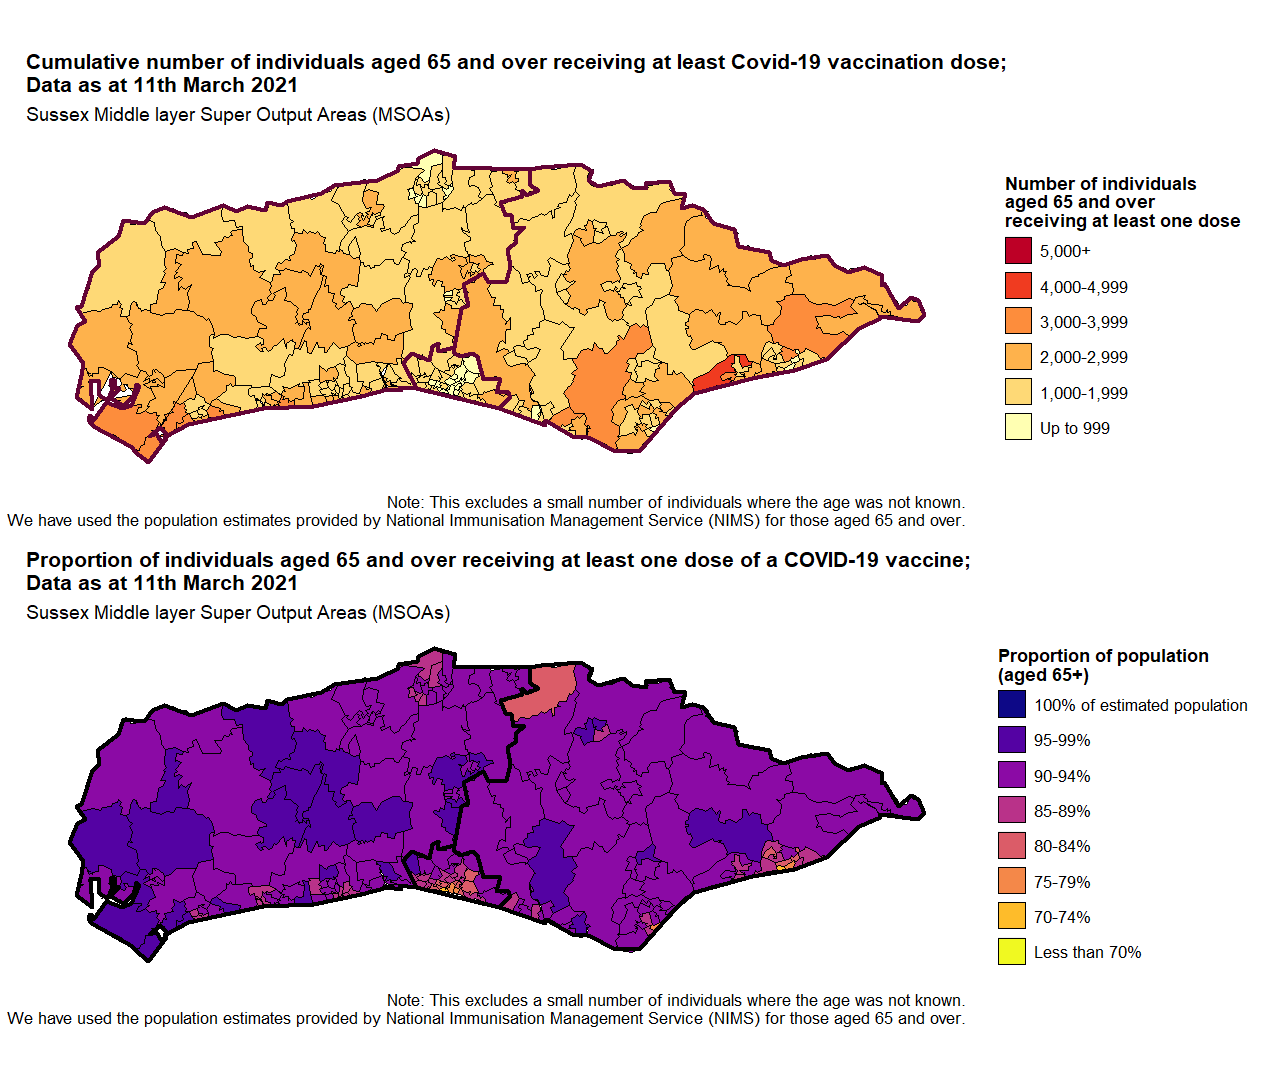 Cumulative number of individuals aged 65 and over receiving at least Covid-19 vaccination dose;
Data as at 11th March 2021
Sussex Middle layer Super Output Areas (MSOAs)
Number of individuals
aged 65 and over
receiving at least one dose
5,000+
4,000-4,999
3,000-3,999
2,000-2,999
1,000-1,999
Up to 999
Note: This excludes a small number of individuals where the age was not known.
We have used the population estimates provided by National Immunisation Management Service (NIMS) for those aged 65 and over.
Proportion of individuals aged 65 and over receiving at least one dose of a COVID-19 vaccine;
Data as at 11th March 2021
Sussex Middle layer Super Output Areas (MSOAs)
Proportion of population
(aged 65+)
100% of estimated population
95-99%
90-94%
85-89%
80-84%
75-79%
70-74%
Less than 70%
Note: This excludes a small number of individuals where the age was not known.
We have used the population estimates provided by National Immunisation Management Service (NIMS) for those aged 65 and over.